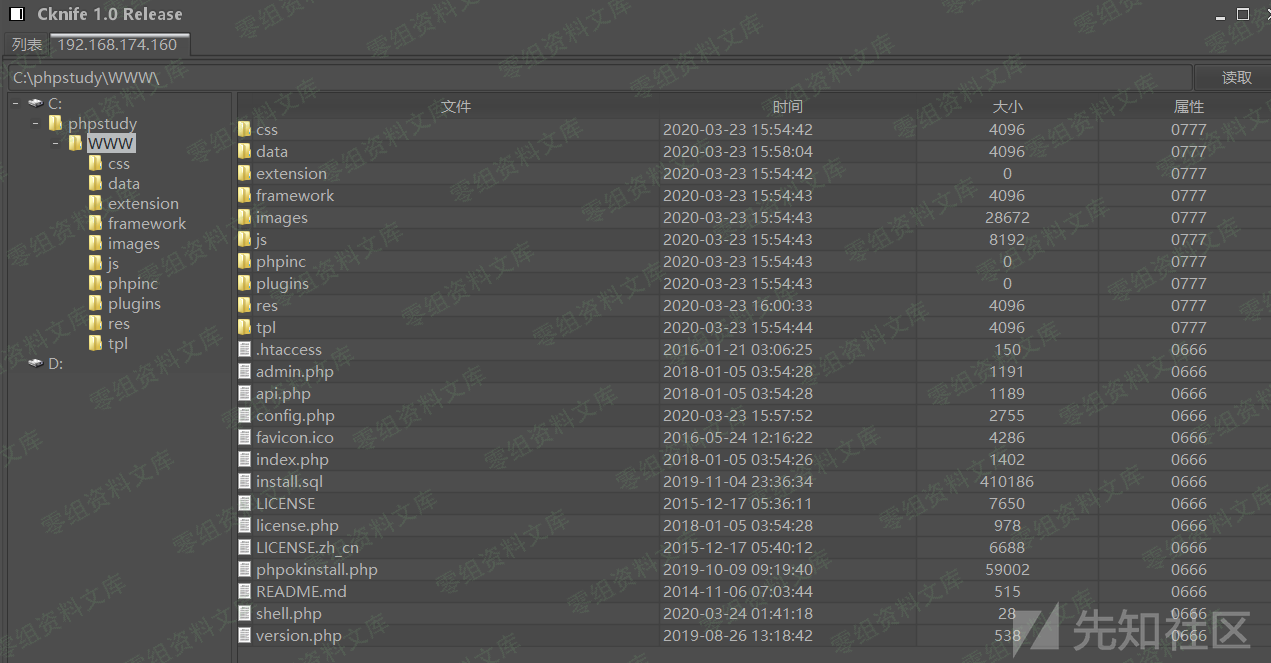 Cknife 1.0 Release
列表 192.168.174.160
C:\phpstudy\WWW\ 读取
C:
phpstudy
WWW
css
data
extension
framework
images
js
phpinc
plugins
res
tpl
D:
文件 时间 大小 属性
css 2020-03-23 15:54:42 4096 0777
data 2020-03-23 15:58:04 4096 0777
extension 2020-03-23 15:54:42 0 0777
framework 2020-03-23 15:54:43 4096 0777
images 2020-03-23 15:54:43 28672 0777
js 2020-03-23 15:54:43 8192 0777
phpinc 2020-03-23 15:54:43 0 0777
plugins 2020-03-23 15:54:43 0 0777
res 2020-03-23 16:00:33 4096 0777
tpl 2020-03-23 15:54:44 4096 0777
.htaccess 2016-01-21 03:06:25 150 0666
admin.php 2018-01-05 03:54:28 1191 0666
api.php 2018-01-05 03:54:28 1189 0666
config.php 2020-03-23 15:57:52 2755 0666
favicon.ico 2016-05-24 12:16:22 4286 0666
index.php 2018-01-05 03:54:26 1402 0666
install.sql 2019-11-04 23:36:34 410186 0666
LICENSE 2015-12-17 05:36:11 7650 0666
license.php 2018-01-05 03:54:28 978 0666
LICENSE.zh_cn 2015-12-17 05:40:12 6688 0666
phpokinstall.php 2019-10-09 09:19:40 59002 0666
README.md 2014-11-06 07:03:44 515 0666
shell.php 2020-03-24 01:41:18 28 0666
version.php 2019-08-26 13:18:42 538 0666
零组资料文库
先知社区